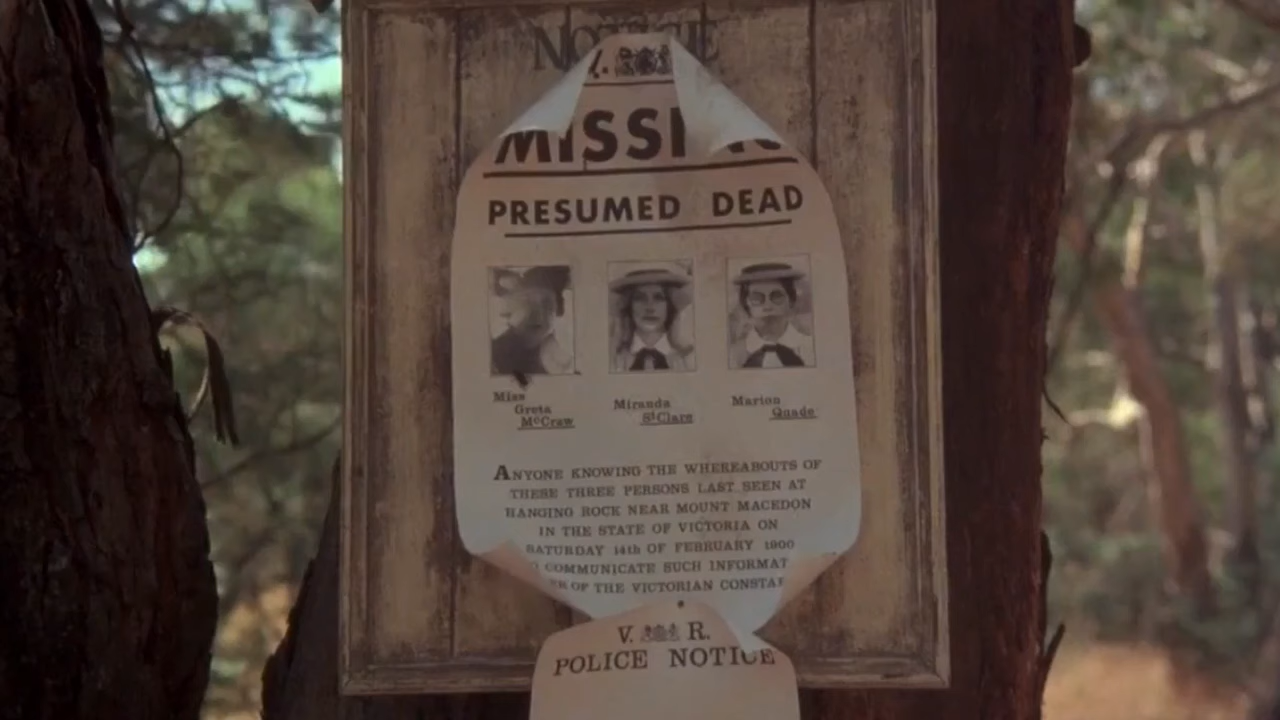 NOTICE
V.
MISSI
PRESUMED DEAD
Miss Greta McCraw
Miranda St Clare
Marion Quade
ANYONE KNOWING THE WHEREABOUTS OF
THESE THREE PERSONS LAST SEEN AT
HANGING ROCK NEAR MOUNT MACEDON
IN THE STATE OF VICTORIA ON
SATURDAY 14th OF FEBRUARY 1900
O COMMUNICATE SUCH INFORMAT
ER OF THE VICTORIAN CONSTAB
V. R.
POLICE NOTICE